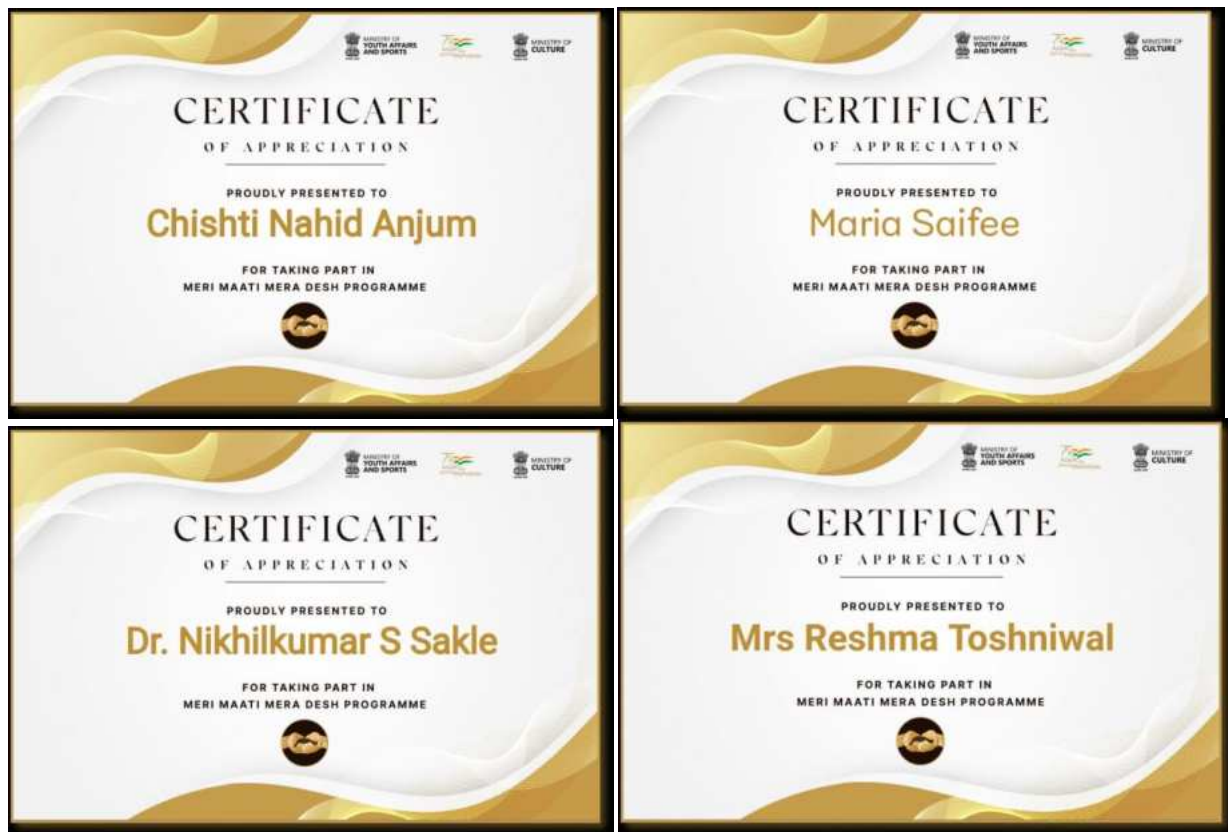 MINISTRY OF
YOUTH AFFAIRS
AND SPORTS
MINISTRY OF
CULTURE
CERTIFICATE
OF APPRECIATION
PROUDLY PRESENTED TO
Chishti Nahid Anjum
FOR TAKING PART IN
MERI MAATI MERA DESH PROGRAMME
MINISTRY OF
YOUTH AFFAIRS
AND SPORTS
MINISTRY OF
CULTURE
CERTIFICATE
OF APPRECIATION
PROUDLY PRESENTED TO
Maria Saifee
FOR TAKING PART IN
MERI MAATI MERA DESH PROGRAMME
MINISTRY OF
YOUTH AFFAIRS
AND SPORTS
MINISTRY OF
CULTURE
CERTIFICATE
OF APPRECIATION
PROUDLY PRESENTED TO
Dr. Nikhilkumar S Sakle
FOR TAKING PART IN
MERI MAATI MERA DESH PROGRAMME
MINISTRY OF
YOUTH AFFAIRS
AND SPORTS
MINISTRY OF
CULTURE
CERTIFICATE
OF APPRECIATION
PROUDLY PRESENTED TO
Mrs Reshma Toshniwal
FOR TAKING PART IN
MERI MAATI MERA DESH PROGRAMME